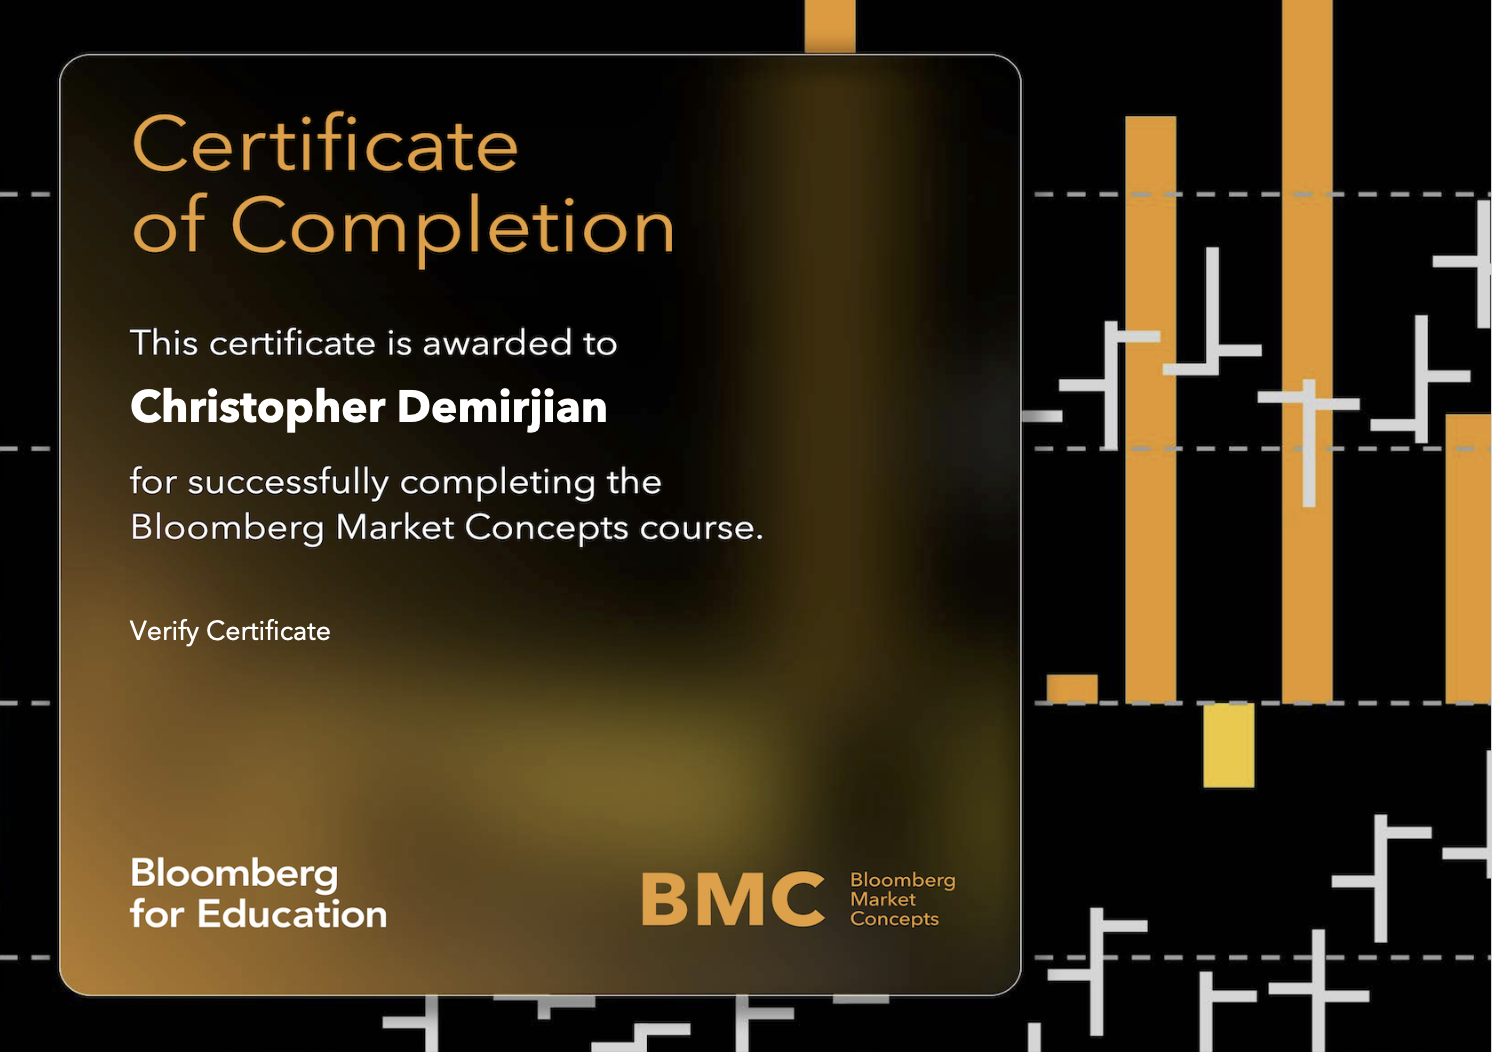 Certificate
of Completion
This certificate is awarded to
Christopher Demirjian
for successfully completing the
Bloomberg Market Concepts course.
Verify Certificate
Bloomberg
for Education
BMC
Bloomberg
Market
Concepts